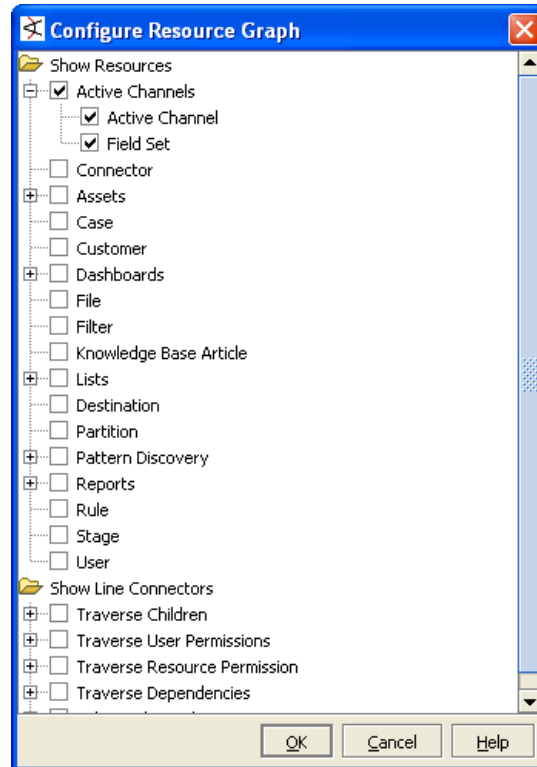 Configure Resource Graph
Show Resources
Active Channels
Active Channel
Field Set
Connector
Assets
Case
Customer
Dashboards
File
Filter
Knowledge Base Article
Lists
Destination
Partition
Pattern Discovery
Reports
Rule
Stage
User
Show Line Connectors
Traverse Children
Traverse User Permissions
Traverse Resource Permission
Traverse Dependencies
OK Cancel Help